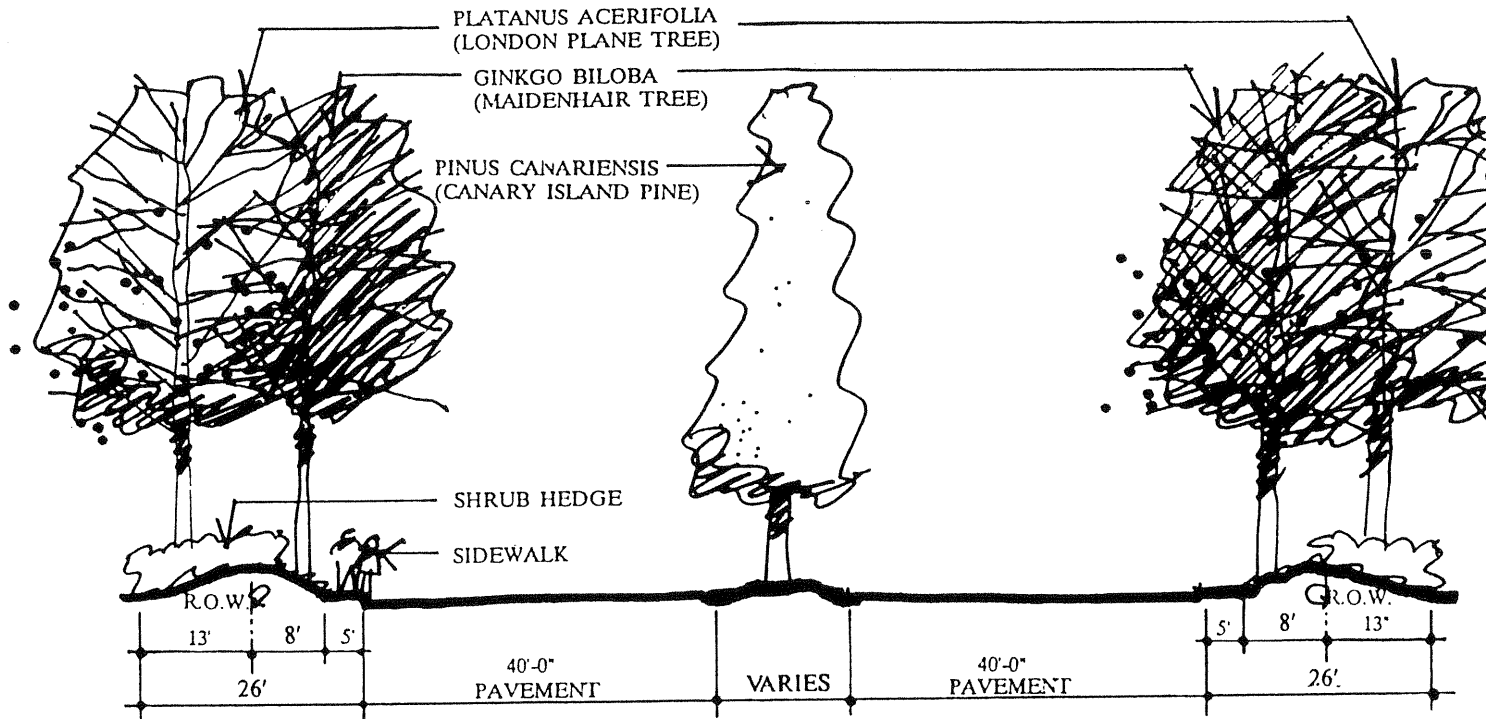 PLATANUS ACERIFOLIA
(LONDON PLANE TREE)
GINKGO BILOBA
(MAIDENHAIR TREE)
PINUS CANARIENSIS
(CANARY ISLAND PINE)
SHRUB HEDGE
SIDEWALK
R.O.W. R.O.W.
13' 8' 5' 5' 8' 13"
40'-0" 40'-0"
26' PAVEMENT VARIES PAVEMENT 26'